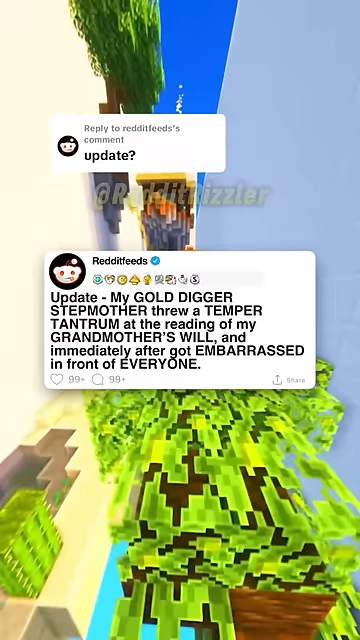 Reply to redditfeeds's
comment
update?
@RedditRizzler
Redditfeeds
Update - My GOLD DIGGER
STEPMOTHER threw a TEMPER
TANTRUM at the reading of my
GRANDMOTHER'S WILL, and
immediately after got EMBARRASSED
in front of EVERYONE.
99+ 99+ Share